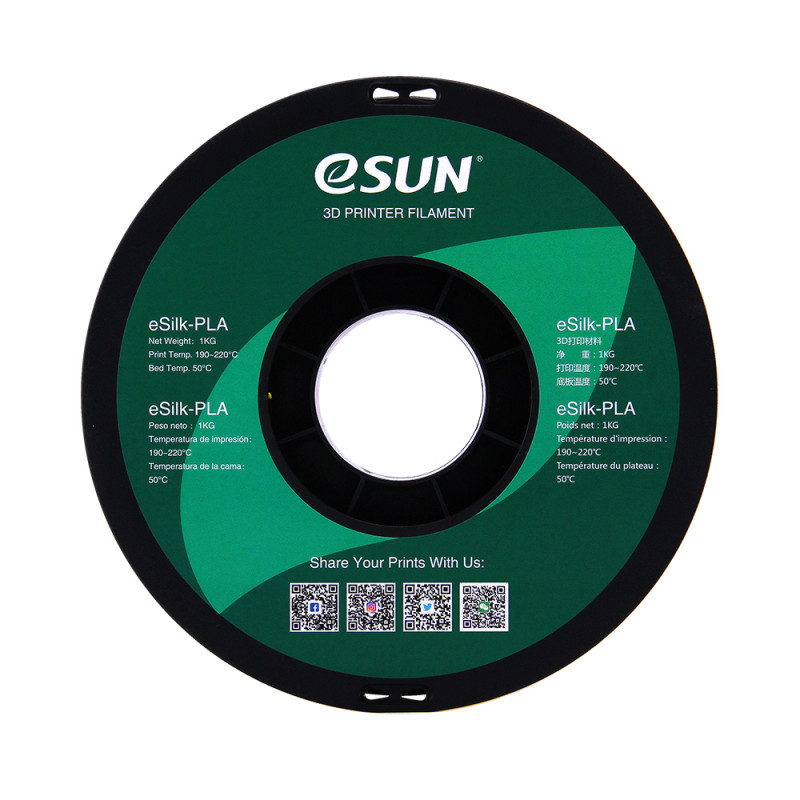 eSUN®
3D PRINTER FILAMENT
eSilk-PLA
Net Weight: 1KG
Print Temp. 190~220°C
Bed Temp. 50°C
eSilk-PLA
Peso neto : 1KG
Temperatura de impresión:
190~220°C
Temperatura de la cama:
50°C
eSilk-PLA
3D打印材料
净 重:1KG
打印温度:190~220℃
底板温度:50℃
eSilk-PLA
Poids net : 1KG
Température d'impression :
190~220℃
Température du plateau :
50℃
Share Your Prints With Us: